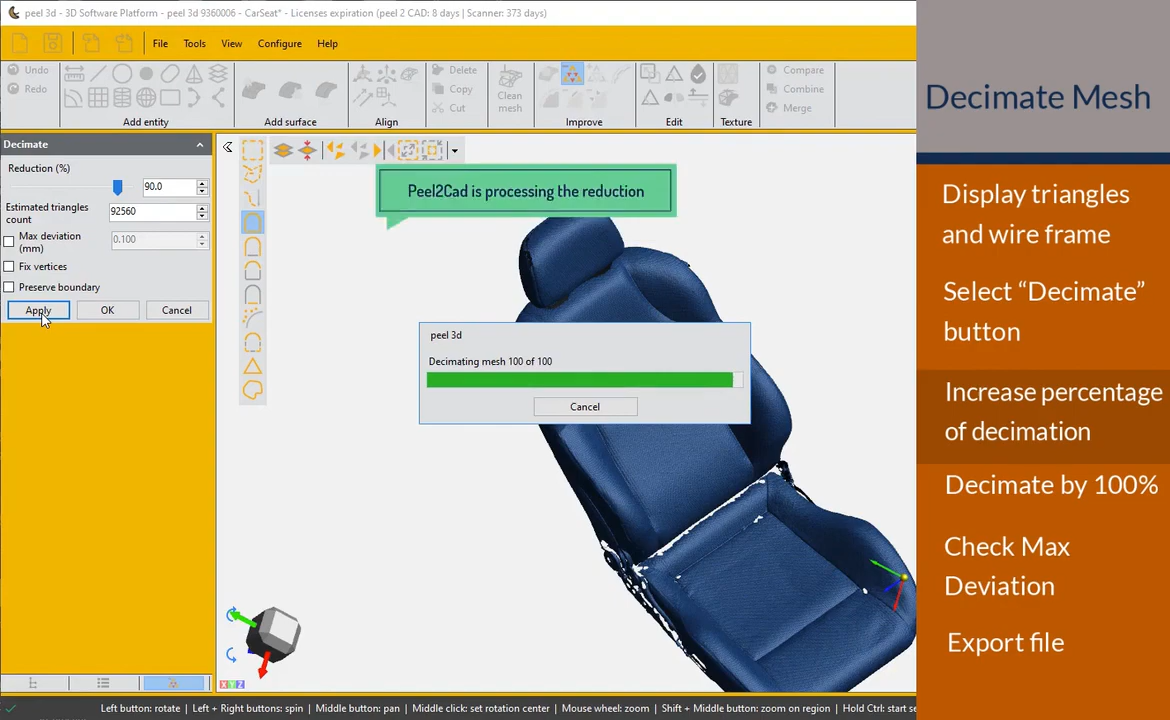 peel 3d - 3D Software Platform - peel 3d 9360006 - CarSeat* - Licenses expiration (peel 2 CAD: 8 days | Scanner: 373 days)
File Tools View Configure Help
Undo
Redo
Add entity
Add surface
Align
Delete
Copy
Cut
Clean
mesh
Improve
Edit
Texture
Compare
Combine
Merge
Decimate
Reduction (%)
90.0
Estimated triangles
count
92560
Max deviation
(mm)
0.100
Fix vertices
Preserve boundary
Apply OK Cancel
Peel2Cad is processing the reduction
peel 3d
Decimating mesh 100 of 100
Cancel
X Y Z
Left button: rotate | Left + Right buttons: spin | Middle button: pan | Middle click: set rotation center | Mouse wheel: zoom | Shift + Middle button: zoom on region | Hold Ctrl: start se
Decimate Mesh
Display triangles
and wire frame
Select “Decimate”
button
Increase percentage
of decimation
Decimate by 100%
Check Max
Deviation
Export file